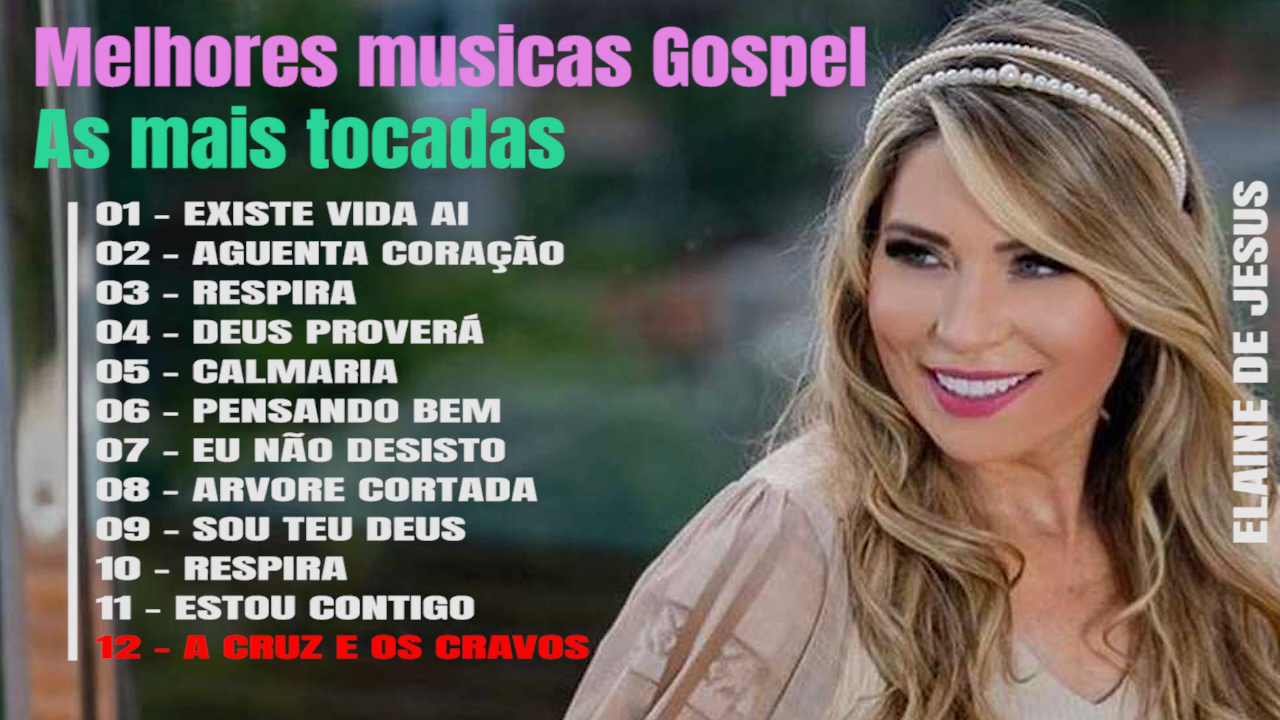 Melhores musicas Gospel
As mais tocadas
01 - EXISTE VIDA AI
02 - AGUENTA CORAÇÃO
03 - RESPIRA
04 - DEUS PROVERÁ
05 - CALMARIA
06 - PENSANDO BEM
07 - EU NÃO DESISTO
08 - ARVORE CORTADA
09 - SOU TEU DEUS
10 - RESPIRA
11 - ESTOU CONTIGO
12 - A CRUZ E OS CRAVOS
ELAINE DE JESUS